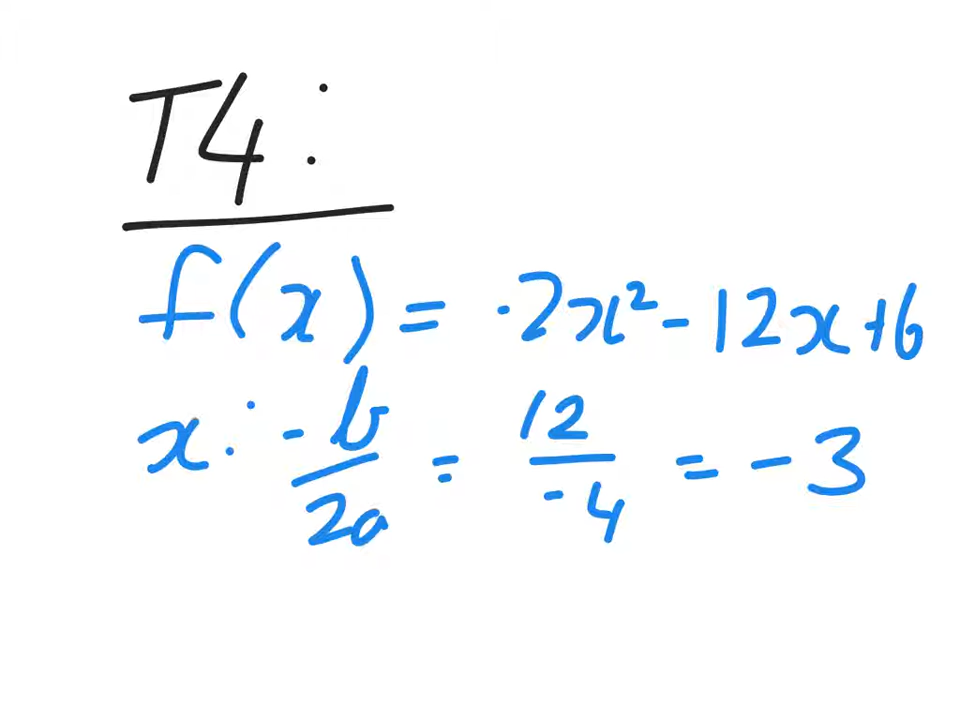 T4:
f(x) = -2x² - 12x + 6
x: -b/2a = 12/-4 = -3